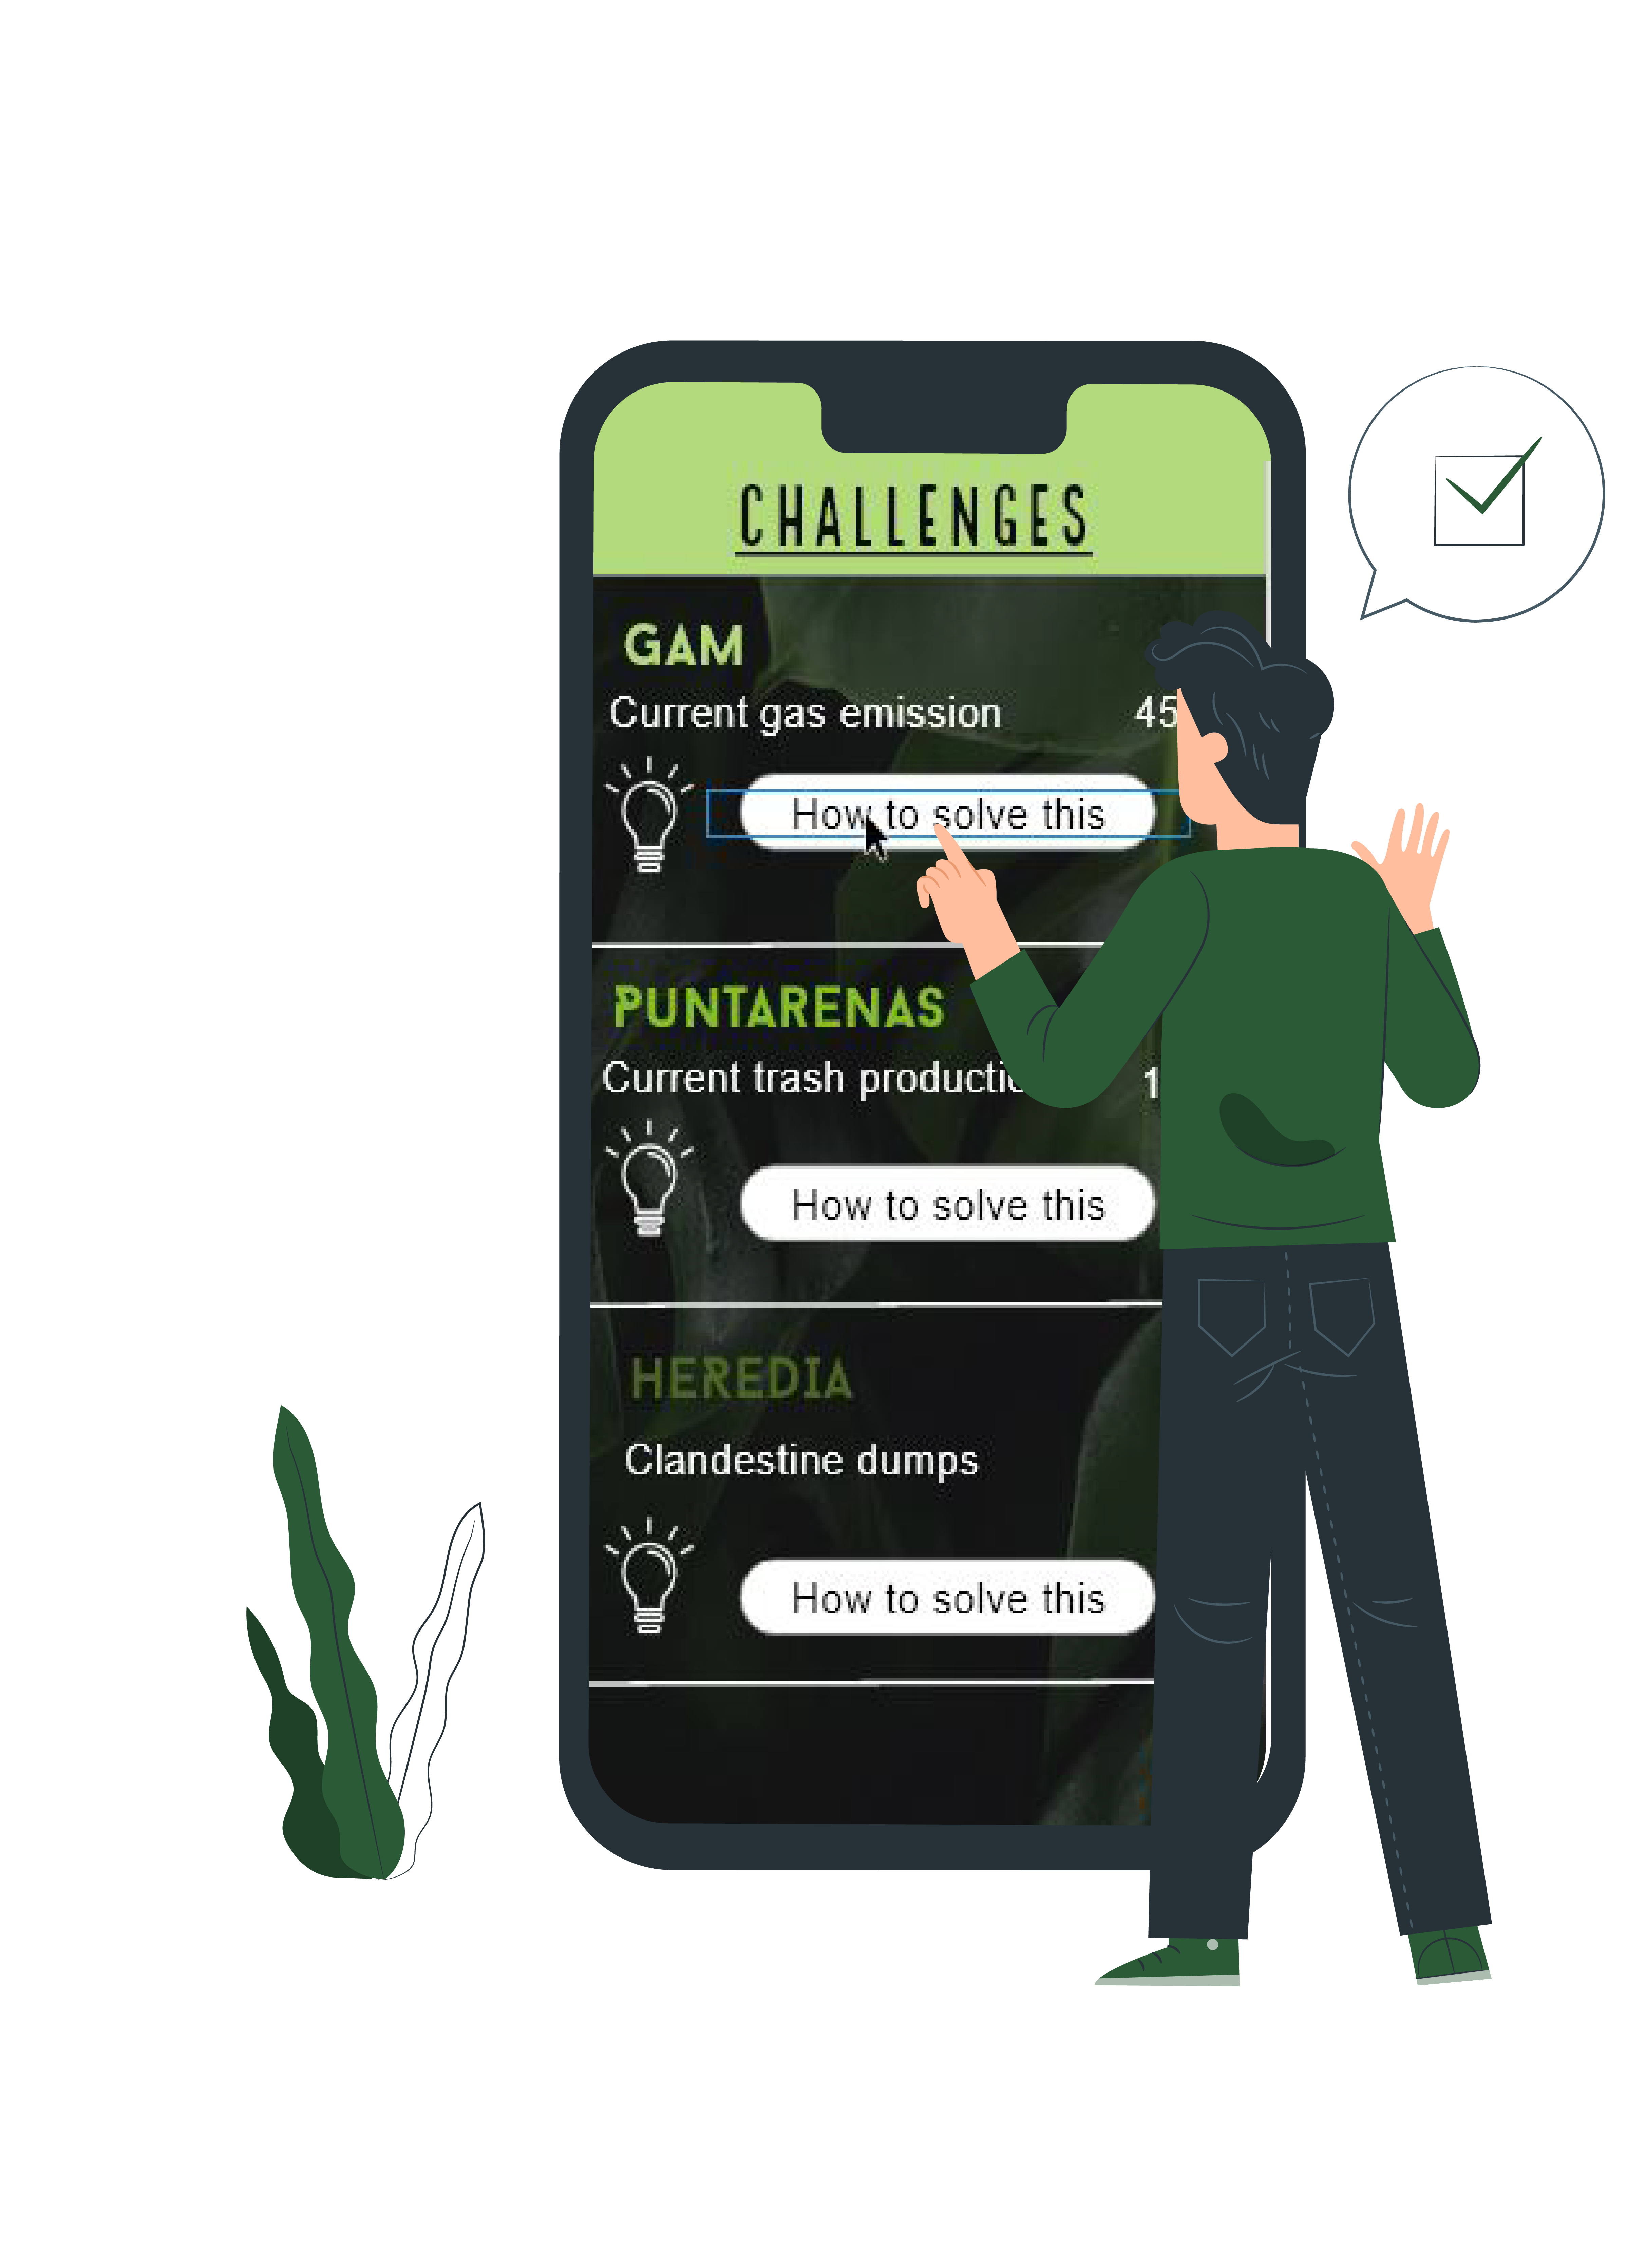 CHALLENGES
GAM
Current gas emission 45
How to solve this
PUNTARENAS
Current trash 1
How to solve this
HEREDIA
Clandestine dumps
How to solve this